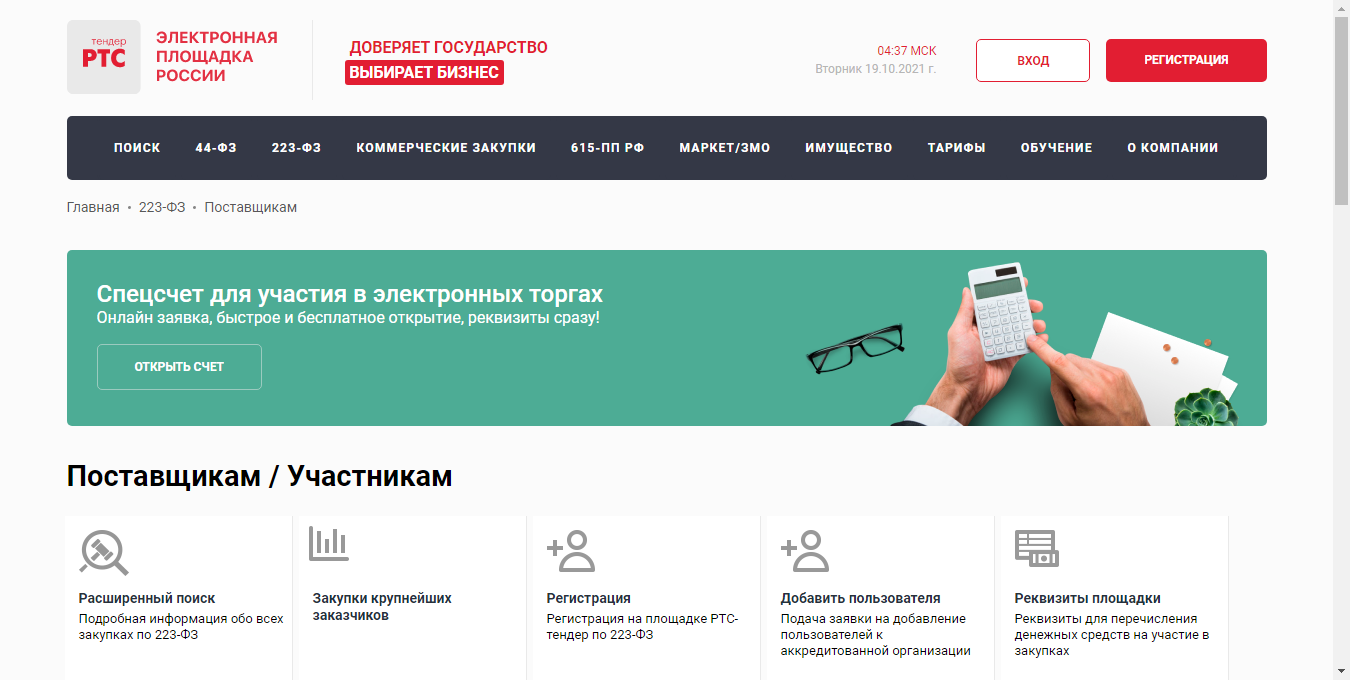 тендер
РТС
ЭЛЕКТРОННАЯ
ПЛОЩАДКА
РОССИИ
ДОВЕРЯЕТ ГОСУДАРСТВО
ВЫБИРАЕТ БИЗНЕС
04:37 МСК
Вторник 19.10.2021 г.
ВХОД
РЕГИСТРАЦИЯ
ПОИСК 44-ФЗ 223-ФЗ КОММЕРЧЕСКИЕ ЗАКУПКИ 615-ПП РФ МАРКЕТ/ЗМО ИМУЩЕСТВО ТАРИФЫ ОБУЧЕНИЕ О КОМПАНИИ
Главная • 223-ФЗ • Поставщикам
Спецсчет для участия в электронных торгах
Онлайн заявка, быстрое и бесплатное открытие, реквизиты сразу!
ОТКРЫТЬ СЧЕТ
Поставщикам / Участникам
Расширенный поиск
Подробная информация обо всех
закупках по 223-ФЗ
Закупки крупнейших
заказчиков
Регистрация
Регистрация на площадке РТС-
тендер по 223-ФЗ
Добавить пользователя
Подача заявки на добавление
пользователей к
аккредитованной организации
Реквизиты площадки
Реквизиты для перечисления
денежных средств на участие в
закупках